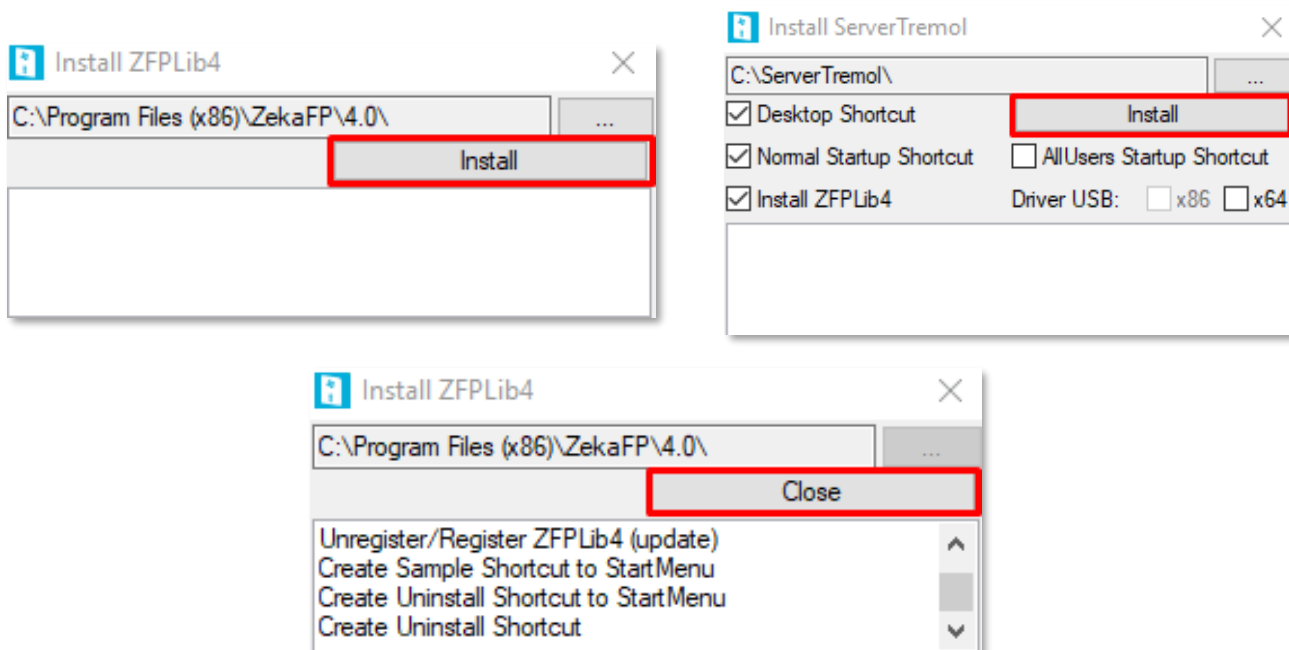 Install ZFPLib4
C:\Program Files (x86)\ZekaFP\4.0\
...
Install
Install ServerTremol
C:\ServerTremol\
...
Desktop Shortcut
Install
Normal Startup Shortcut
AllUsers Startup Shortcut
Install ZFPLib4
Driver USB: x86 x64
Install ZFPLib4
C:\Program Files (x86)\ZekaFP\4.0\
...
Close
Unregister/Register ZFPLib4 (update)
Create Sample Shortcut to StartMenu
Create Uninstall Shortcut to StartMenu
Create Uninstall Shortcut